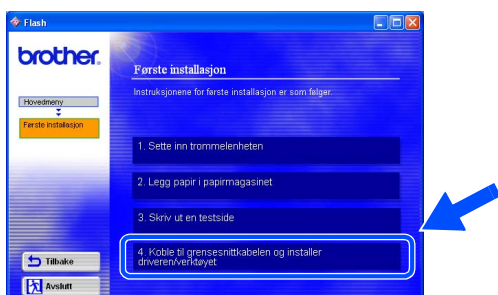 Flash
brother.
Hovedmeny
Første installasjon
Første installasjon
Instruksjonene for første installasjon er som følger.
1. Sette inn trommelenheten
2. Legg papir i papirmagasinet
3. Skriv ut en testside
4. Koble til grensesnittkabelen og installer
driveren/verktøyet
Tilbake
Avslutt